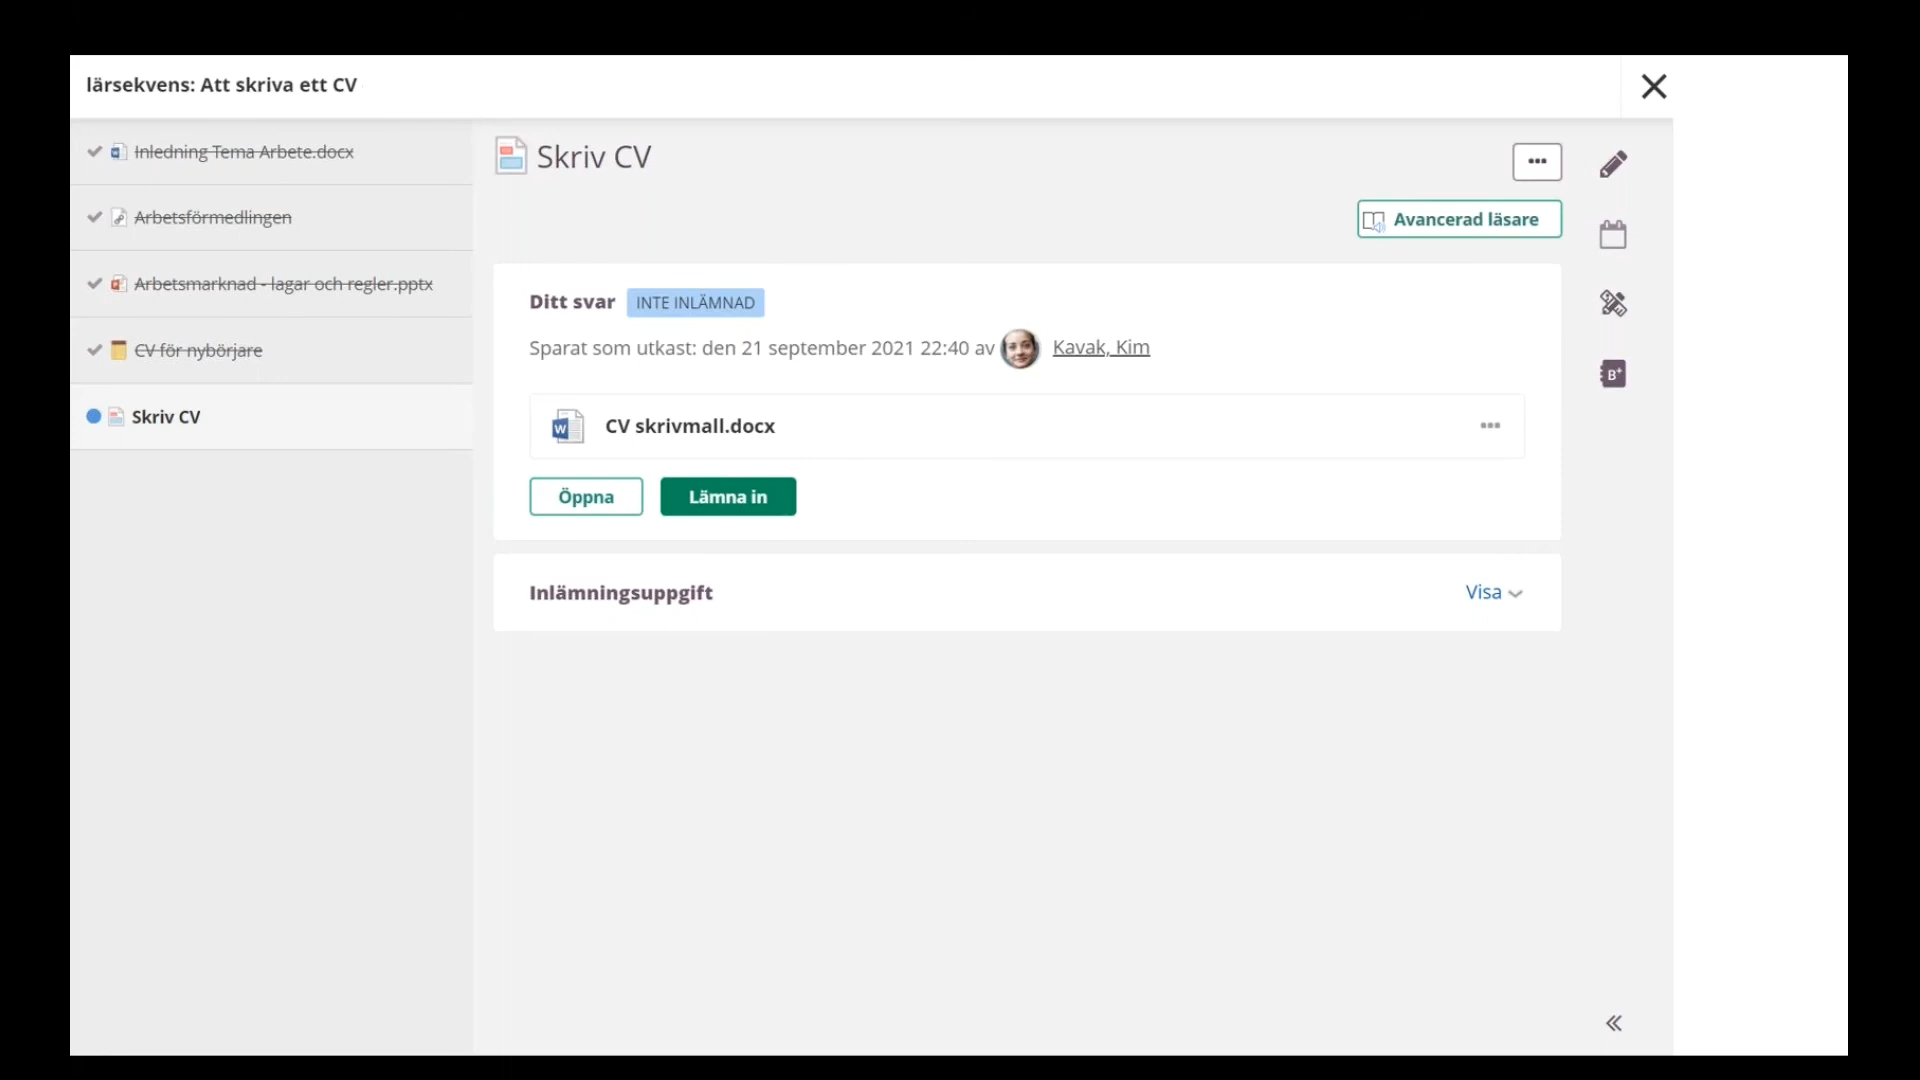 lärsekvens: Att skriva ett CV
Inledning Tema Arbete.docx
Arbetsförmedlingen
Arbetsmarknad - lagar och regler.pptx
CV för nybörjare
Skriv CV
Skriv CV
Avancerad läsare
Ditt svar INTE INLÄMNAD
Sparat som utkast: den 21 september 2021 22:40 av Kavak, Kim
W CV skrivmall.docx
Öppna Lämna in
Inlämningsuppgift Visa
B+